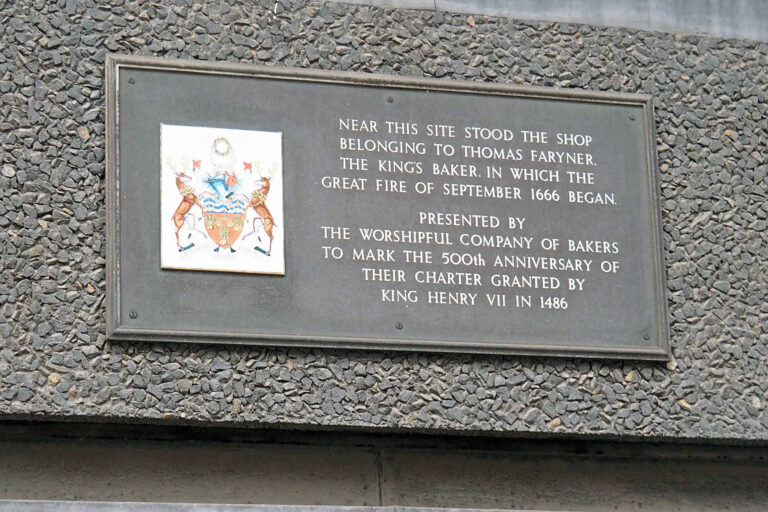 NEAR THIS SITE STOOD THE SHOP
BELONGING TO THOMAS FARYNER,
THE KING'S BAKER, IN WHICH THE
GREAT FIRE OF SEPTEMBER 1666 BEGAN.
PRESENTED BY
THE WORSHIPFUL COMPANY OF BAKERS
TO MARK THE 500th ANNIVERSARY OF
THEIR CHARTER GRANTED BY
KING HENRY VII IN 1486